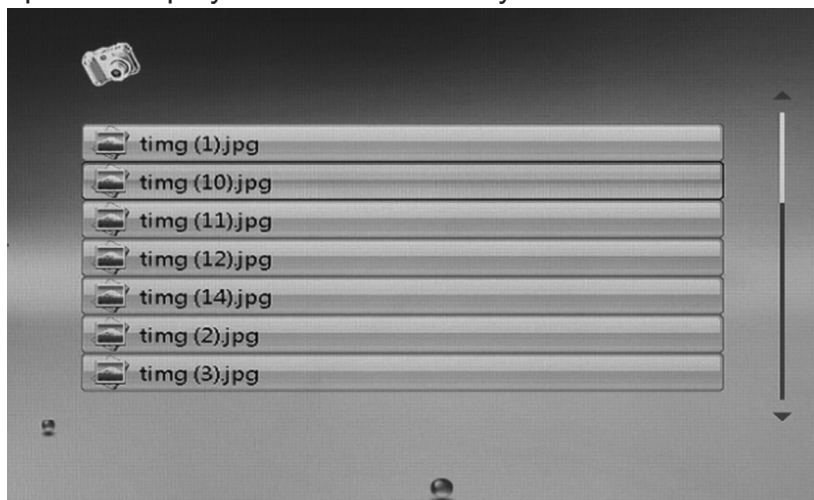 timg (1).jpg
timg (10).jpg
timg (11).jpg
timg (12).jpg
timg (14).jpg
timg (2).jpg
timg (3).jpg